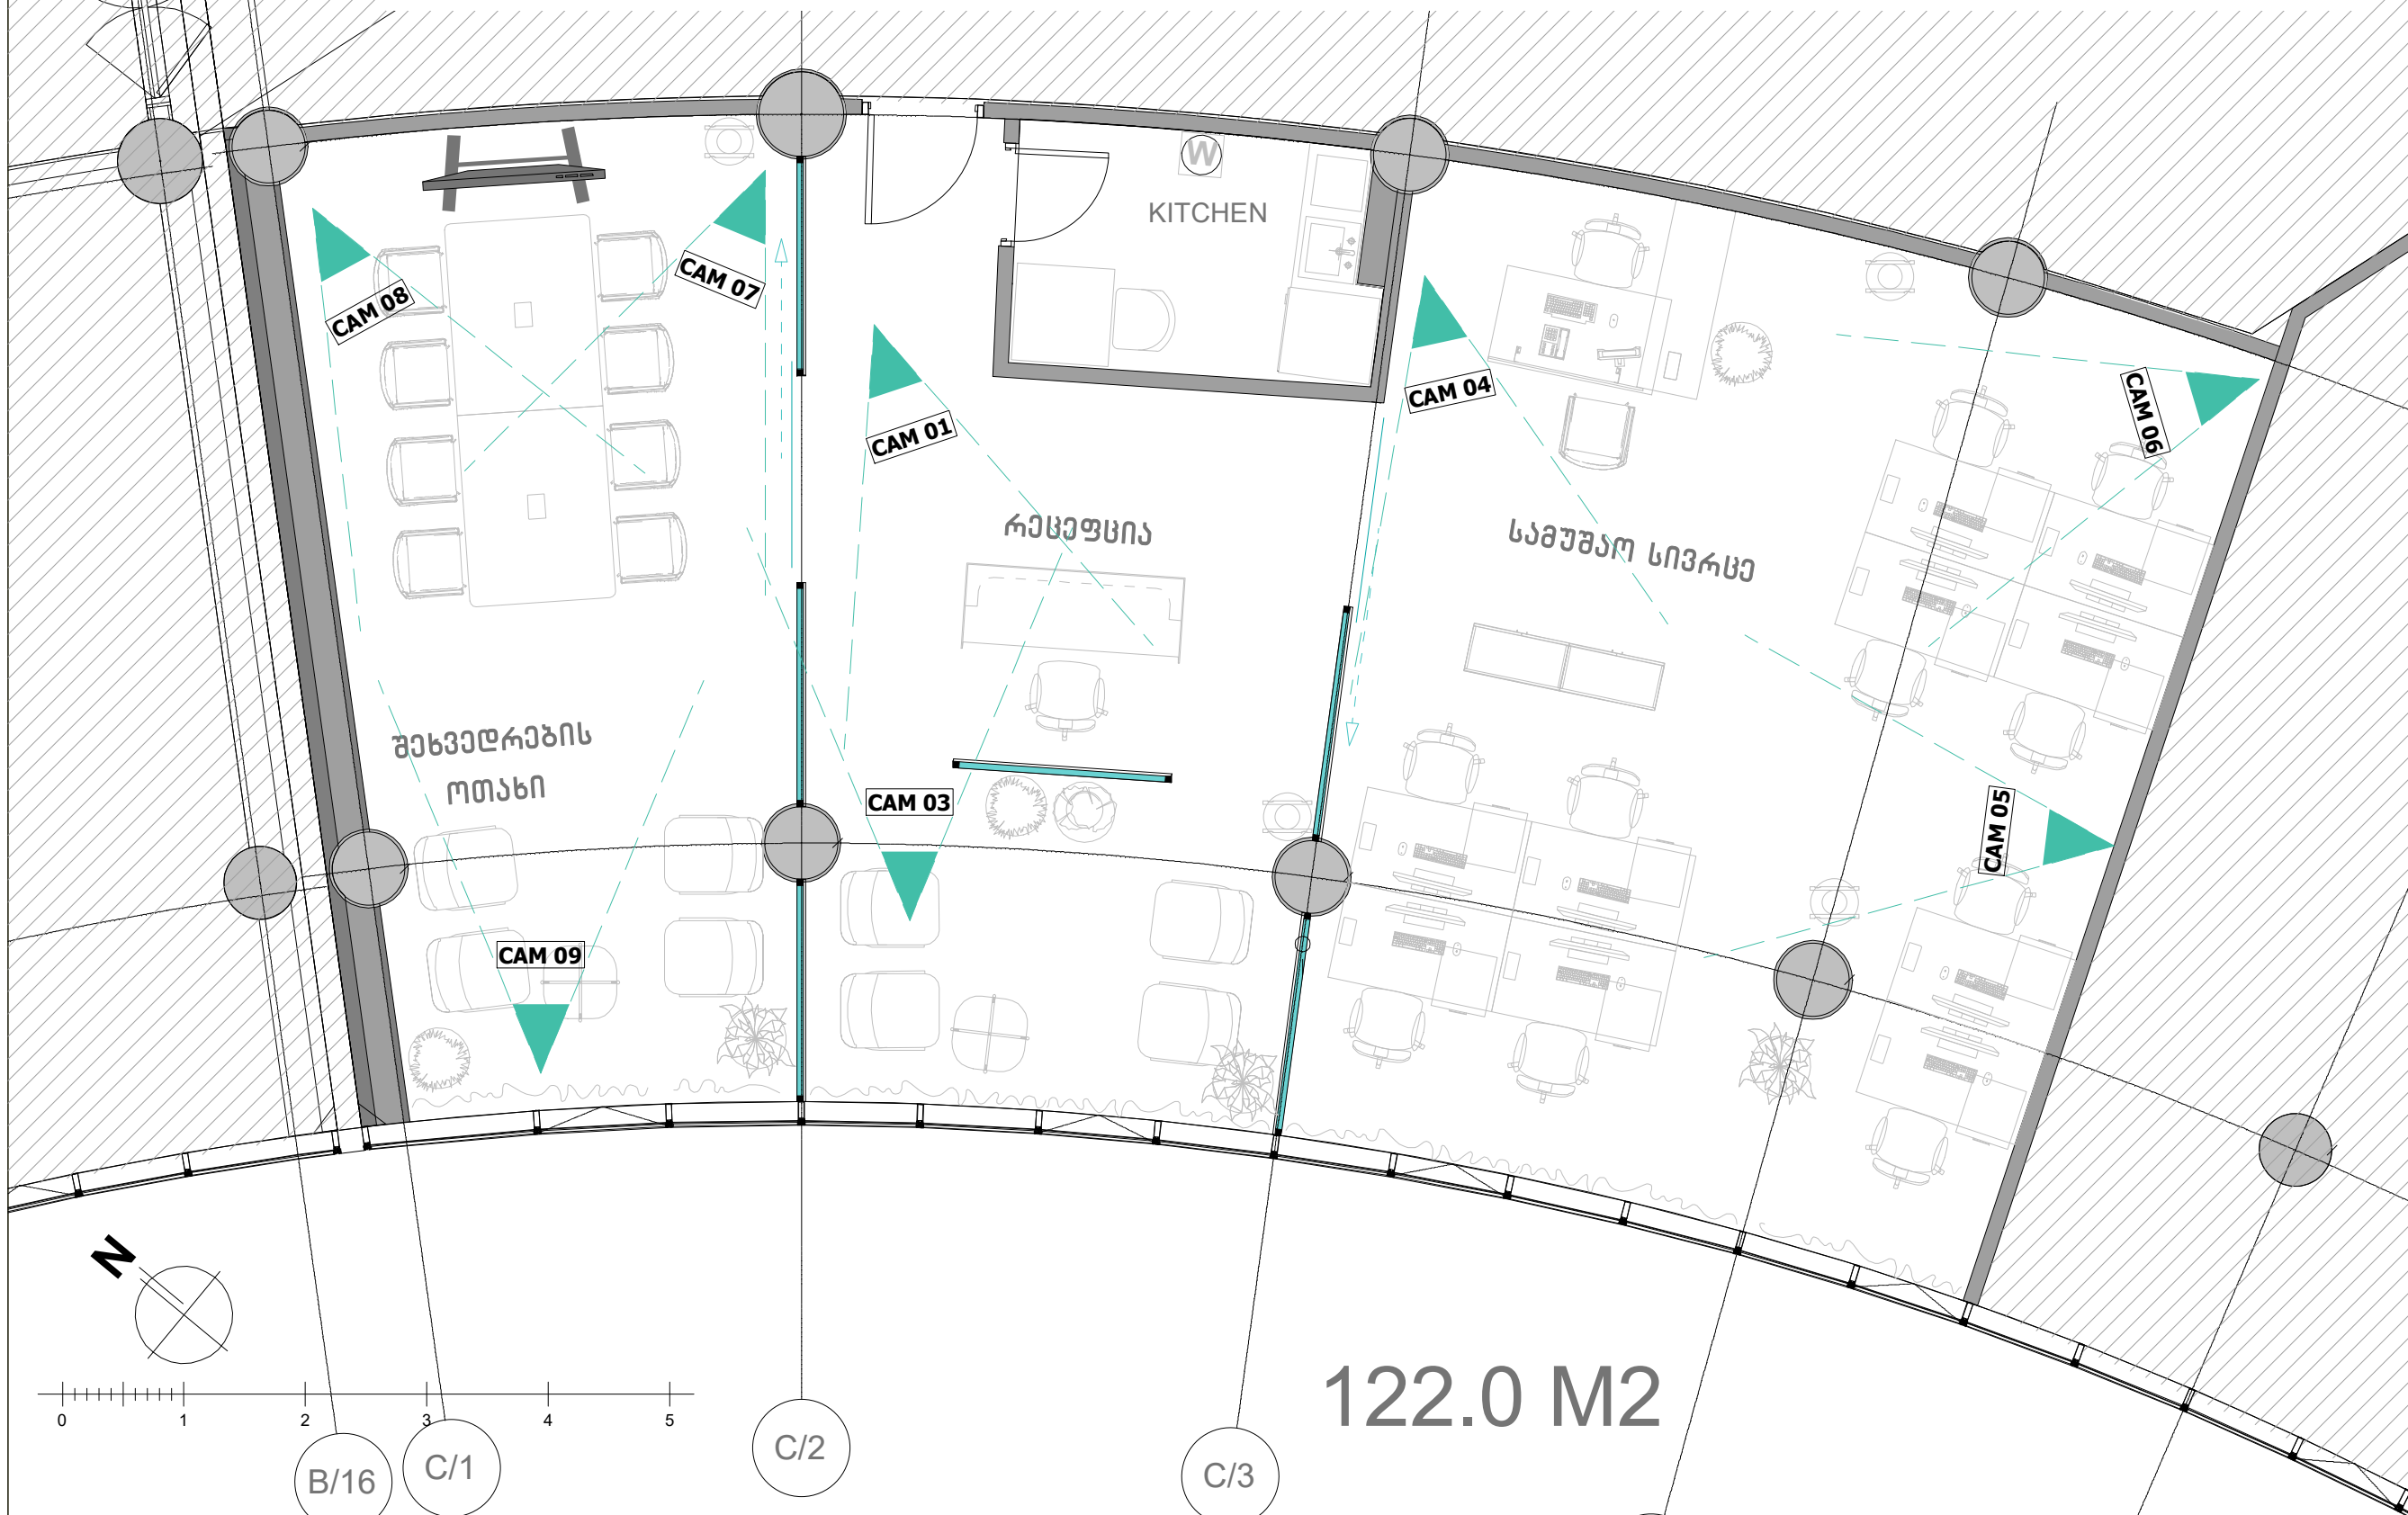 W
KITCHEN
CAM 07
CAM 08
CAM 04
CAM 06
CAM 01
რეცეფცია
სამუშაო სივრცე
შეხვედრების
ოთახი
CAM 03
CAM 05
CAM 09
N
122.0 M2
0 1 2 3 4 5
B/16
C/1
C/2
C/3